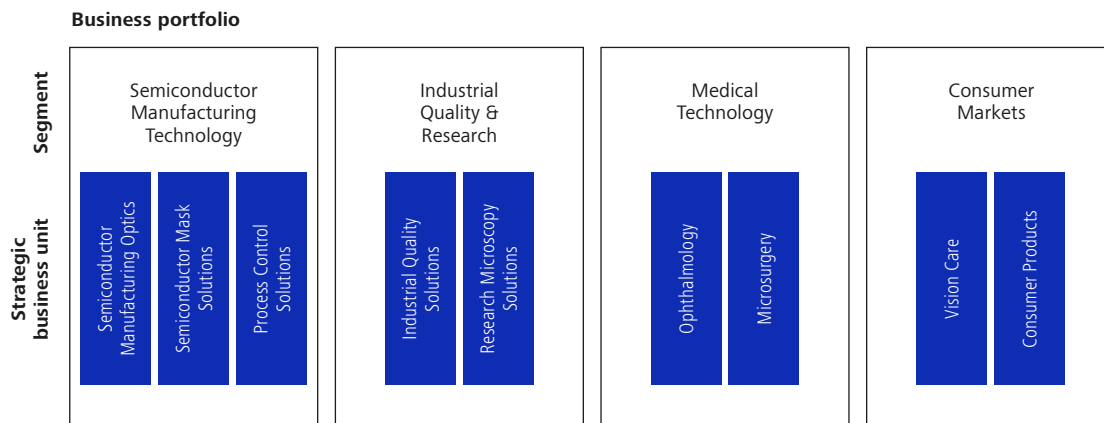 Business portfolio
Segment
Semiconductor
Manufacturing
Technology
Industrial
Quality &
Research
Medical
Technology
Consumer
Markets
Strategic
business unit
Semiconductor
Manufacturing Optics
Semiconductor Mask
Solutions
Process Control
Solutions
Industrial Quality
Solutions
Research Microscopy
Solutions
Ophthalmology
Microsurgery
Vision Care
Consumer Products